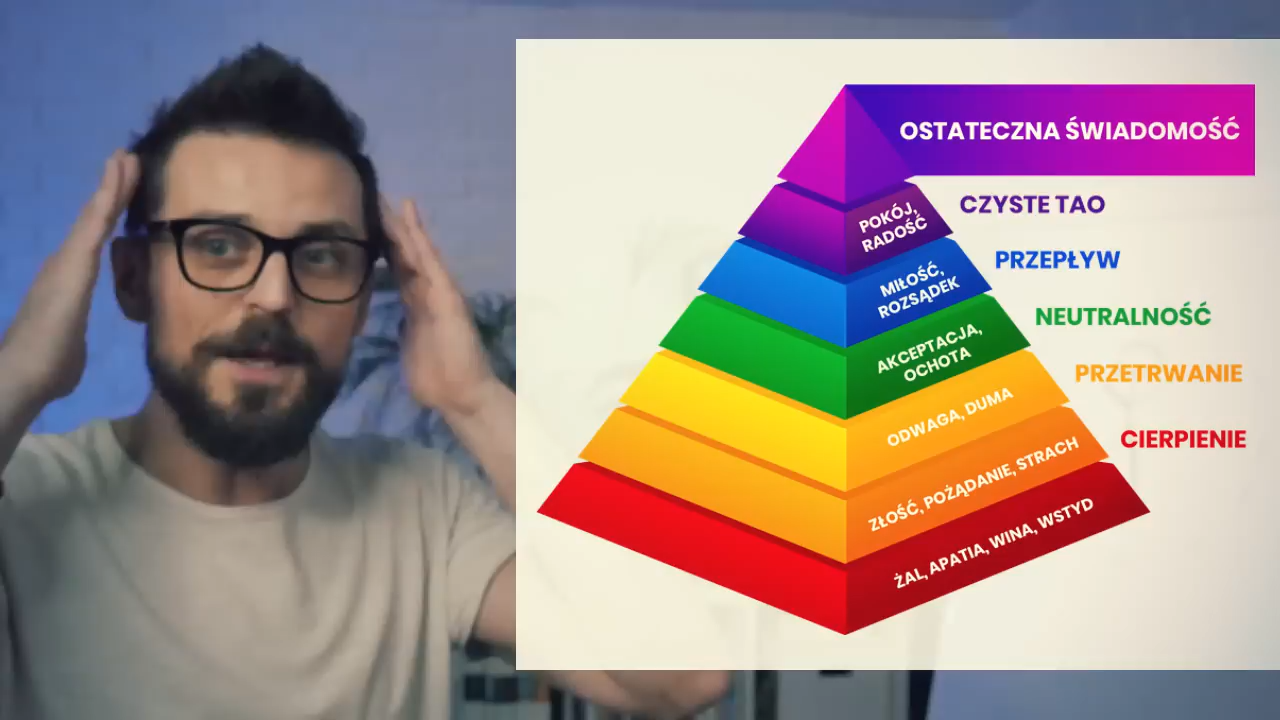 OSTATECZNA ŚWIADOMOŚĆ
CZYSTE TAO
POKÓJ,
RADOŚĆ
PRZEPŁYW
MIŁOŚĆ,
ROZSĄDEK
NEUTRALNOŚĆ
AKCEPTACJA,
OCHOTA
PRZETRWANIE
ODWAGA, DUMA
CIERPIENIE
ZŁOŚĆ, POŻĄDANIE, STRACH
ŻAL, APATIA, WINA, WSTYD